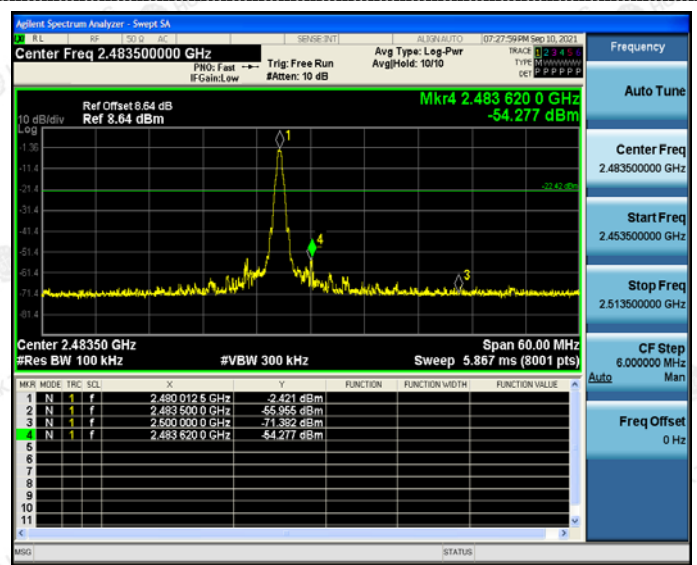 Agilent Spectrum Analyzer - Swept SA
RL RF 50 Ω AC SENSE:INT ALIGNAUTO 07:27:59PM Sep 10, 2021
Center Freq 2.483500000 GHz
PNO: Fast
IFGain:Low
Trig: Free Run
#Atten: 10 dB
Avg Type: Log-Pwr
Avg|Hold: 10/10
TRACE 1 2 3 4 5 6
TYPE M W W W W W
DET P P P P P P
Ref Offset 8.64 dB
10 dB/div Ref 8.64 dBm
Log
Mkr4 2.483 620 0 GHz
-54.277 dBm
1
-1.36
-11.4
-21.4
-22.42 dBm
-31.4
-41.4
4
-51.4
-61.4
3
-71.4
-81.4
Center 2.48350 GHz Span 60.00 MHz
#Res BW 100 kHz #VBW 300 kHz Sweep 5.867 ms (8001 pts)
MKR MODE TRC SCL X Y FUNCTION FUNCTION WIDTH FUNCTION VALUE
1 N 1 f 2.480 012 5 GHz -2.421 dBm
2 N 1 f 2.483 500 0 GHz -55.955 dBm
3 N 1 f 2.500 000 0 GHz -71.382 dBm
4 N 1 f 2.483 620 0 GHz -54.277 dBm
5
6
7
8
9
10
11
MSG STATUS
Frequency
Auto Tune
Center Freq
2.483500000 GHz
Start Freq
2.453500000 GHz
Stop Freq
2.513500000 GHz
CF Step
6.000000 MHz
Auto Man
Freq Offset
0 Hz